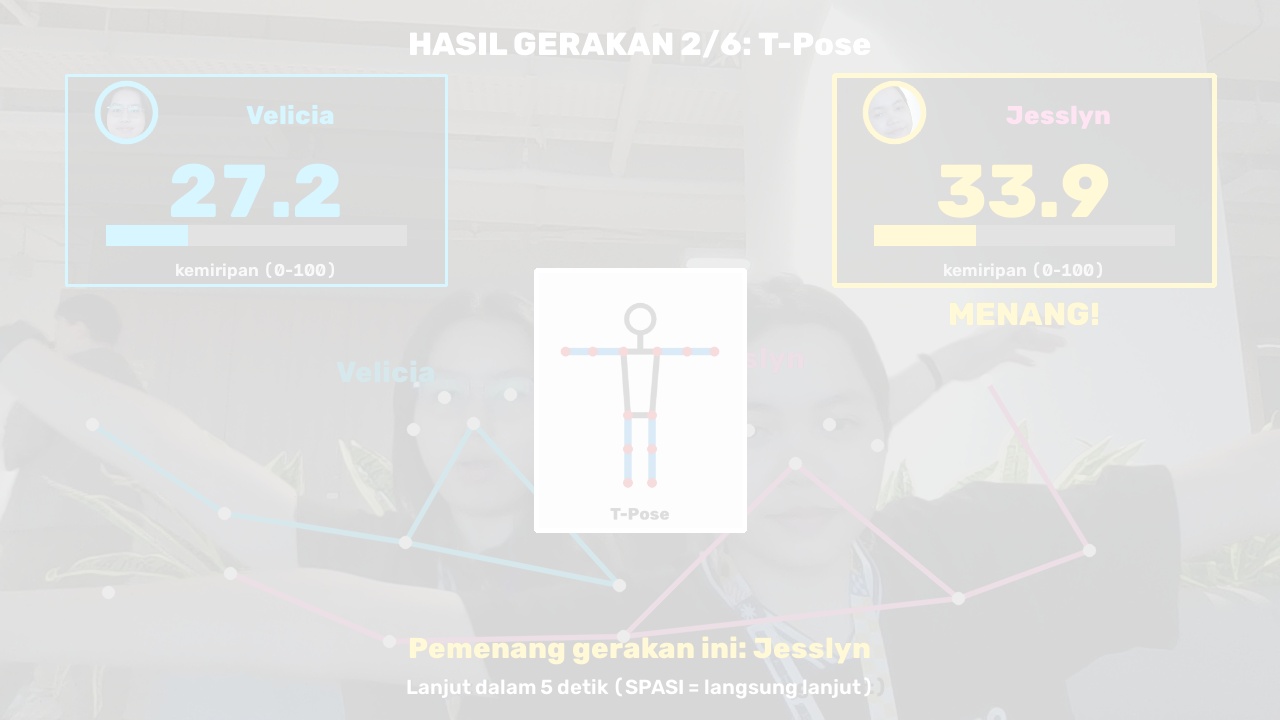 HASIL GERAKAN 2/6: T-Pose
Velicia
27.2
kemiripan (0-100)
Jesslyn
33.9
kemiripan (0-100)
MENANG!
Velicia
T-Pose
Pemenang gerakan ini: Jesslyn
Lanjut dalam 5 detik (SPASI = langsung lanjut)